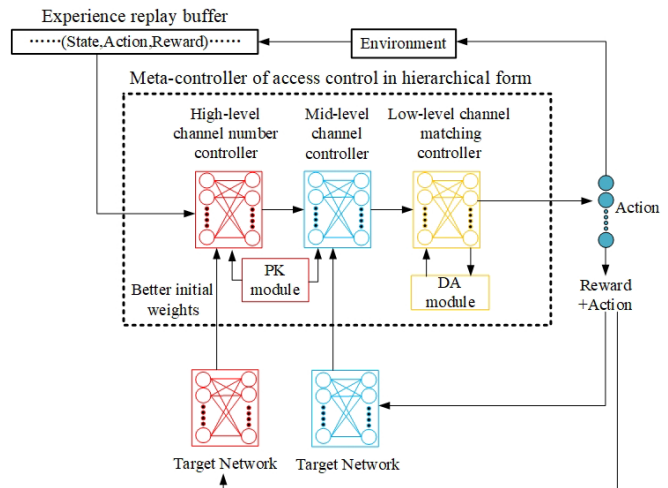 Experience replay buffer
(State,Action,Reward)
Environment
Meta-controller of access control in hierarchical form
High-level
channel number
controller
Mid-level
channel
controller
Low-level channel
matching
controller
Action
PK
module
DA
module
Better initial
weights
Reward
+Action
Target Network
Target Network